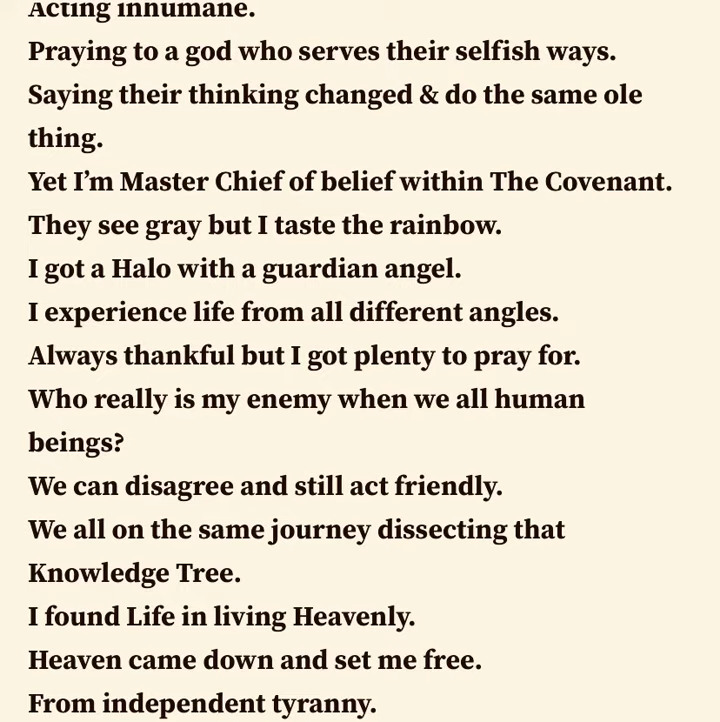 Acting inhumane.
Praying to a god who serves their selfish ways.
Saying their thinking changed & do the same ole
thing.
Yet I’m Master Chief of belief within The Covenant.
They see gray but I taste the rainbow.
I got a Halo with a guardian angel.
I experience life from all different angles.
Always thankful but I got plenty to pray for.
Who really is my enemy when we all human
beings?
We can disagree and still act friendly.
We all on the same journey dissecting that
Knowledge Tree.
I found Life in living Heavenly.
Heaven came down and set me free.
From independent tyranny.